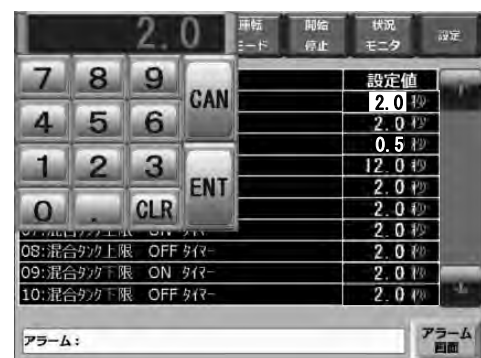 2.0
開始 状況 設定
停止 モニタ
7 8 9 CAN
4 5 6
1 2 3 ENT
0 . CLR
設定値
2.0 秒
2.0 秒
0.5 秒
12.0 秒
2.0 秒
2.0 秒
2.0 秒
08:混合タンク上限 OFF タイマー 2.0 秒
09:混合タンク下限 ON タイマー 2.0 秒
10:混合タンク下限 OFF タイマー 2.0 秒
アラーム: アラーム
画面